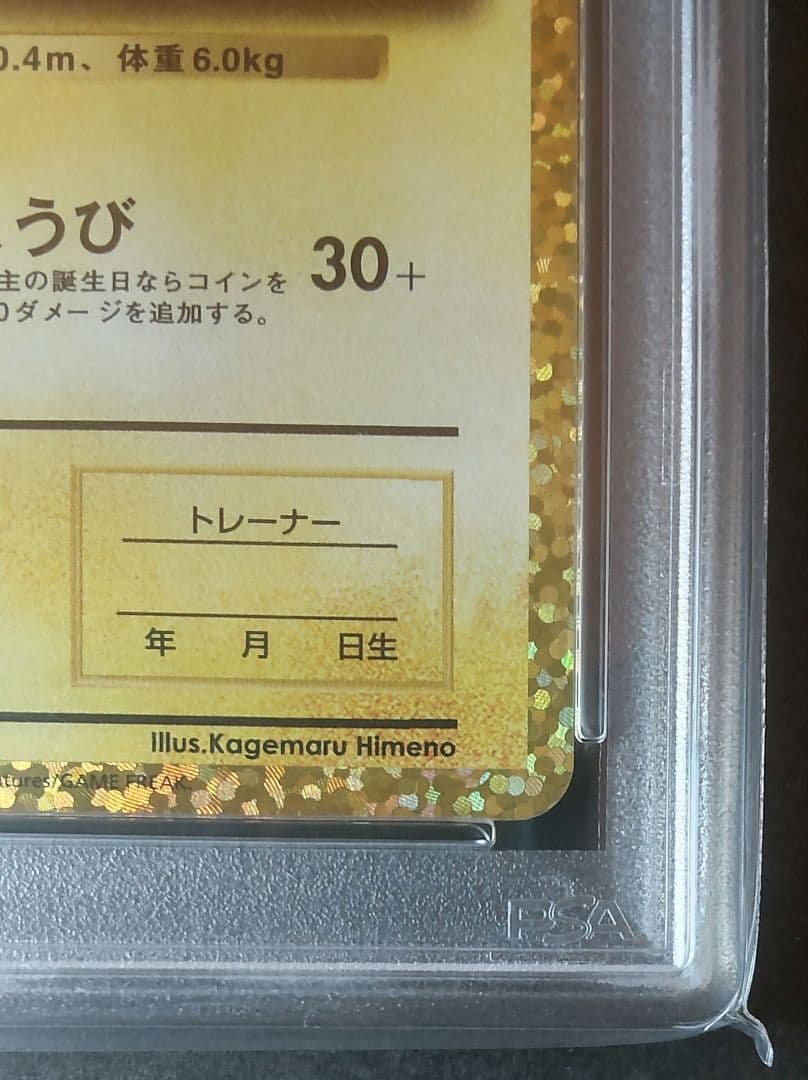 0.4m、体重6.0kg
うび
30+
主の誕生日ならコインを
0ダメージを追加する。
トレーナー
年 月 日生
Illus.Kagemaru Himeno
tures/GAME FREAK.
PSA